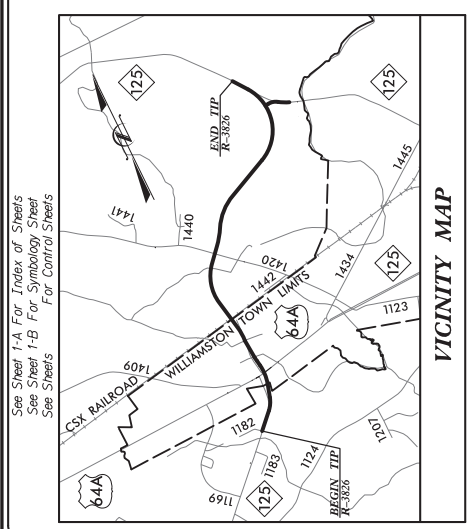 See Sheet 1-A For Index of Sheets
See Sheet 1-B For Symbology Sheet
See Sheets For Control Sheets
VICINITY MAP
CSX RAILROAD
WILLIAMSTON TOWN LIMITS
64A
64A
125
125
125
125
1409
1441
1440
1442
1420
1434
1445
1123
1182
1183
1169
1124
1201
BEGIN TIP
R-3826
END TIP
R-3826